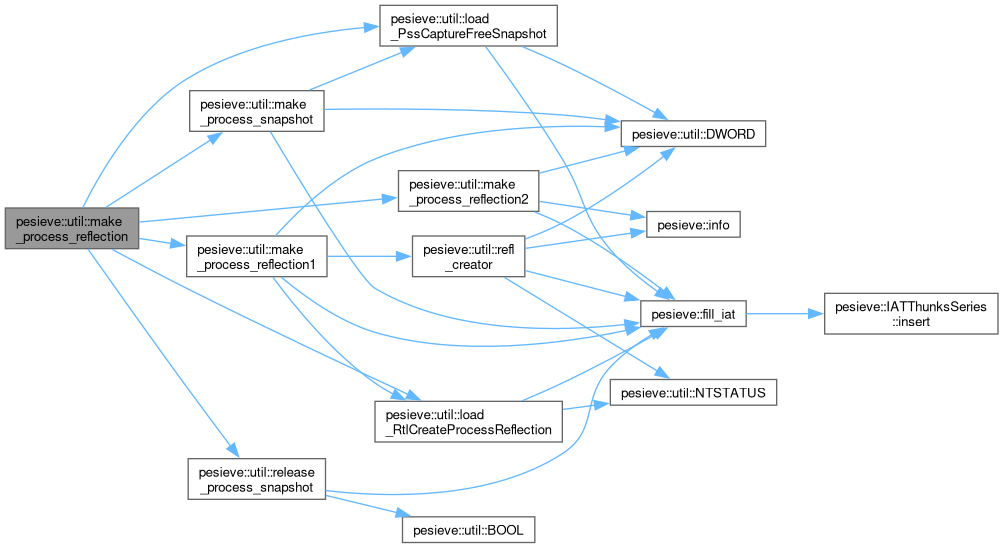 pesieve::util::load
_PssCaptureFreeSnapshot
pesieve::util::make
_process_snapshot
pesieve::util::DWORD
pesieve::util::make
_process_reflection2
pesieve::util::make
_process_reflection
pesieve::info
pesieve::util::make
_process_reflection1
pesieve::util::refl
_creator
pesieve::fill_iat
pesieve::IATThunksSeries
::insert
pesieve::util::NTSTATUS
pesieve::util::load
_RtlCreateProcessReflection
pesieve::util::release
_process_snapshot
pesieve::util::BOOL